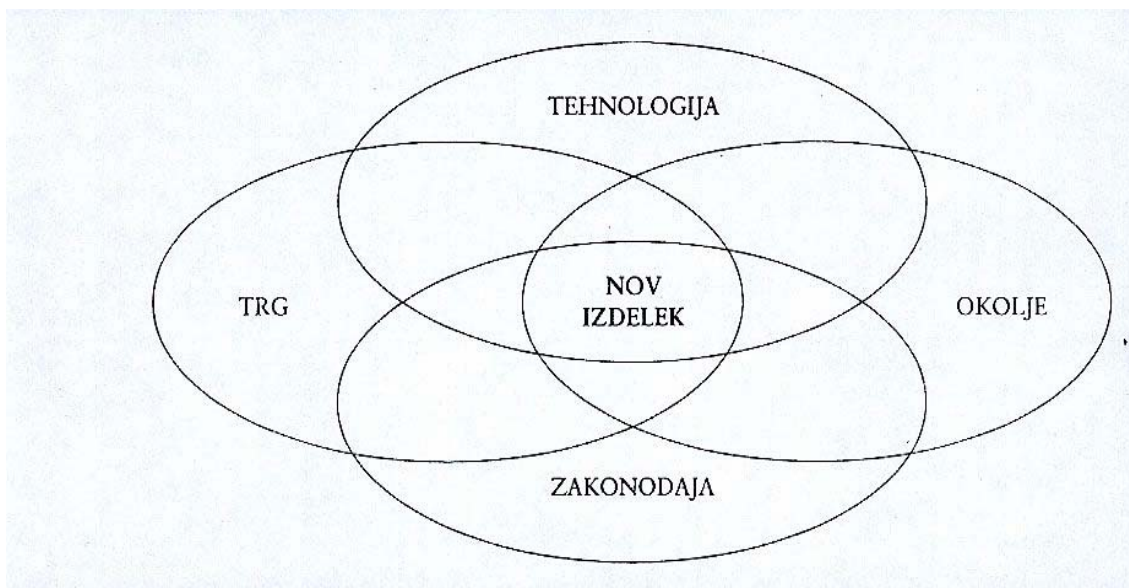 TEHNOLOGIJA
TRG
NOV
IZDELEK
OKOLJE
ZAKONODAJA